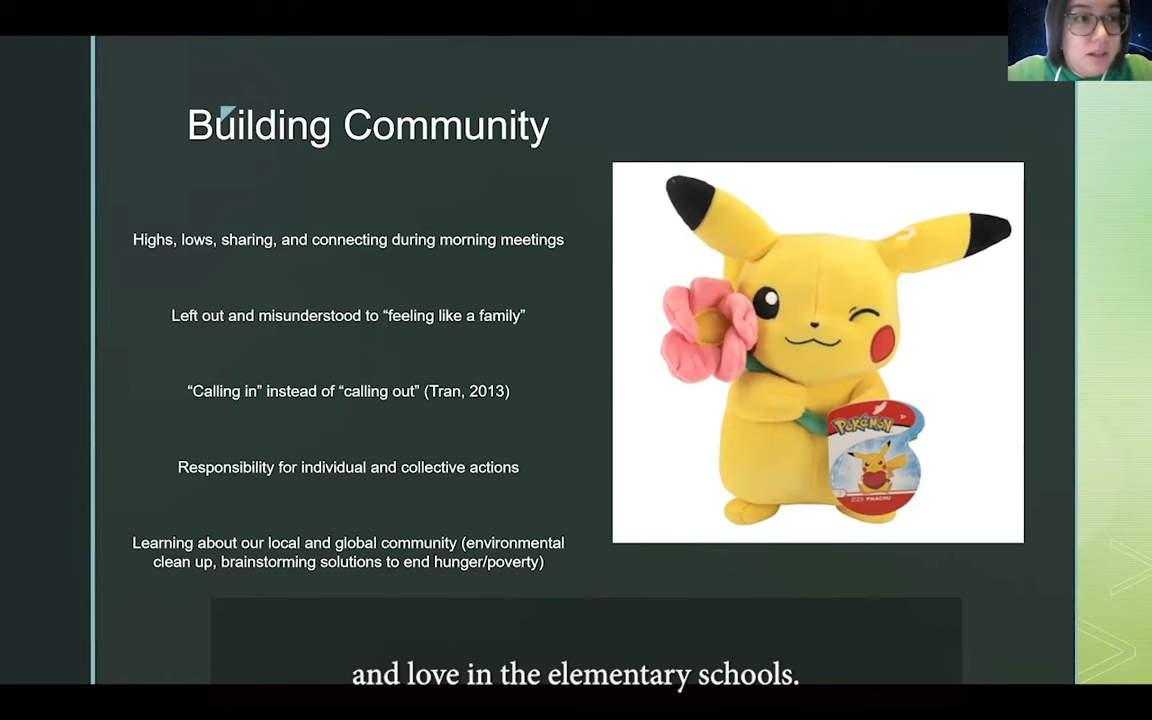 Building Community
Highs, lows, sharing, and connecting during morning meetings
Left out and misunderstood to “feeling like a family”
“Calling in” instead of “calling out” (Tran, 2013)
Responsibility for individual and collective actions
Learning about our local and global community (environmental
clean up, brainstorming solutions to end hunger/poverty)
POKéMON
PIKACHU
and love in the elementary schools.